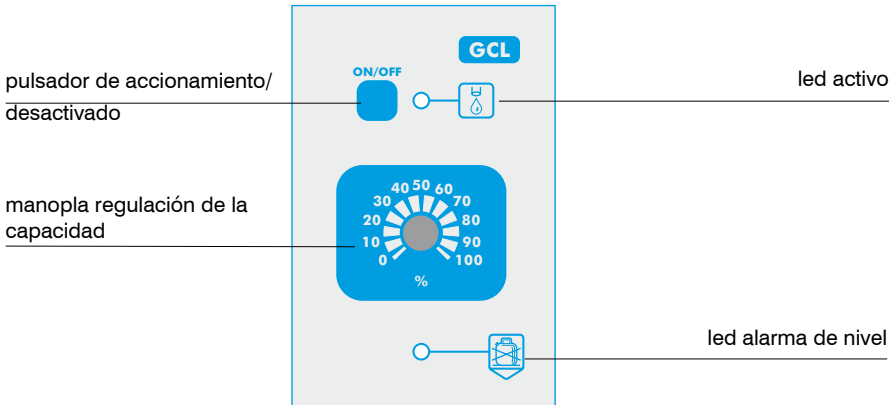 GCL
ON/OFF
pulsador de accionamiento/
desactivado
led activo
manopla regulación de la
capacidad
0
10
20
30
40
50
60
70
80
90
100
%
led alarma de nivel